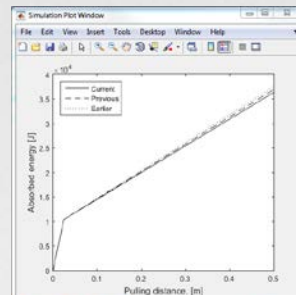 Simulation Plot Window
File Edit View Insert Tools Desktop Window Help
×10⁴
4
3.5
3
2.5
2
1.5
1
0.5
0
Current
Previous
Earlier
Absorbed energy [J]
0 0.1 0.2 0.3 0.4 0.5
Pulling distance. [m]